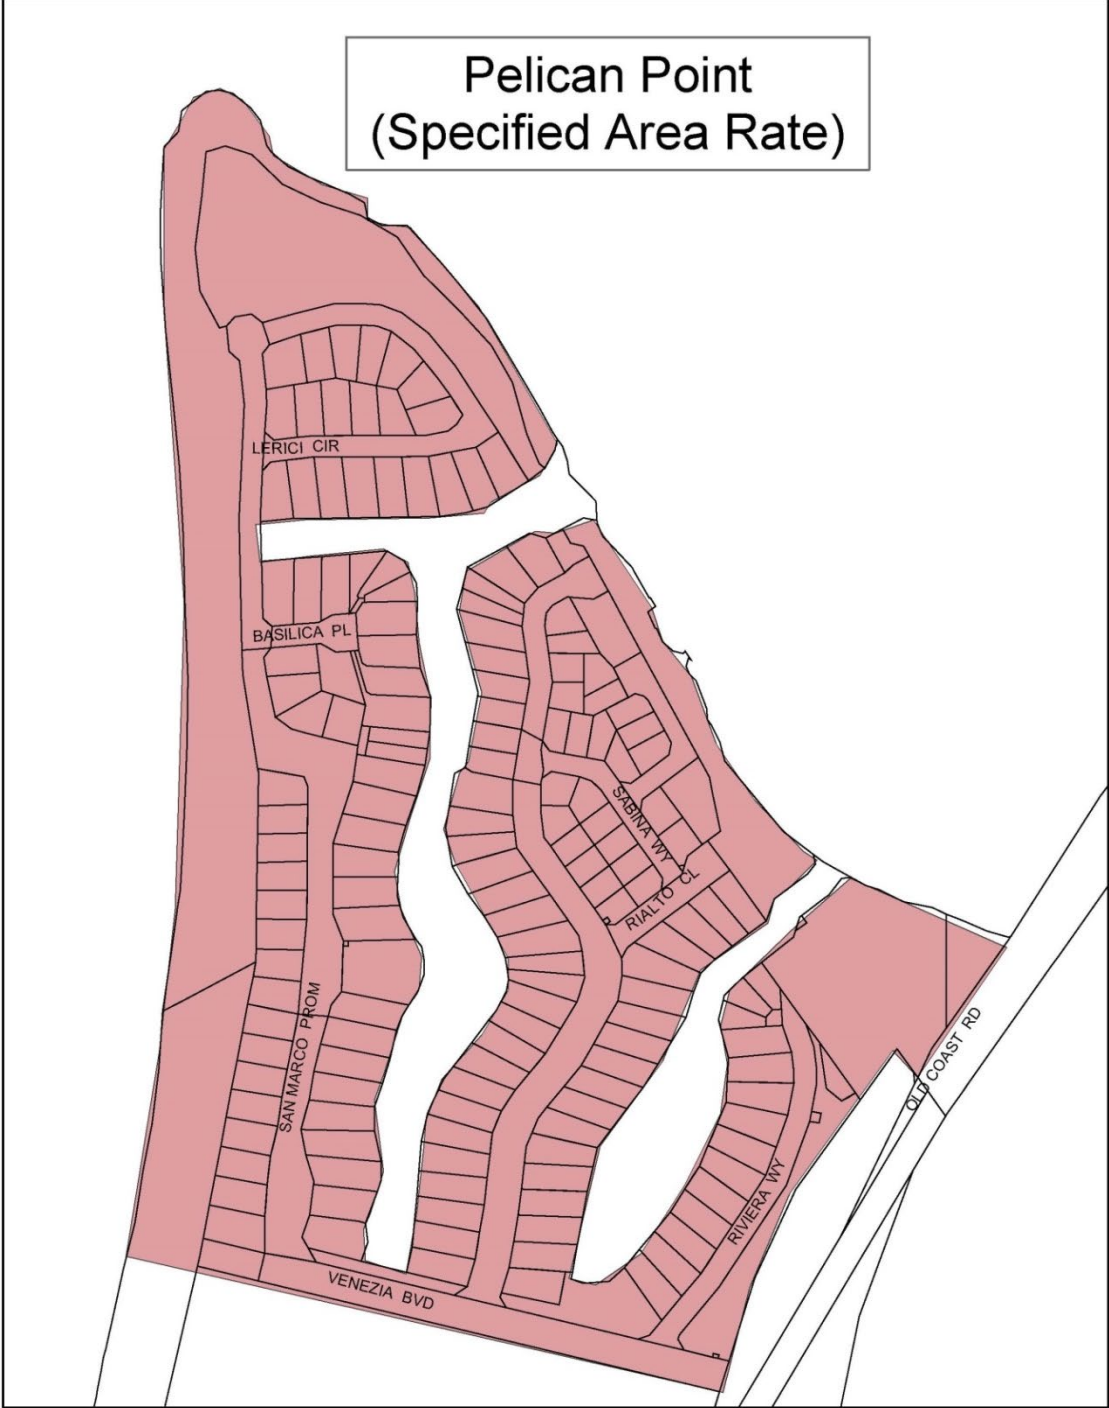 Pelican Point
(Specified Area Rate)
LERICI CIR
BASILICA PL
SABINA WY
RIALTO CL
SAN MARCO PROM
OLD COAST RD
RIVIERA WY
VENEZIA BVD